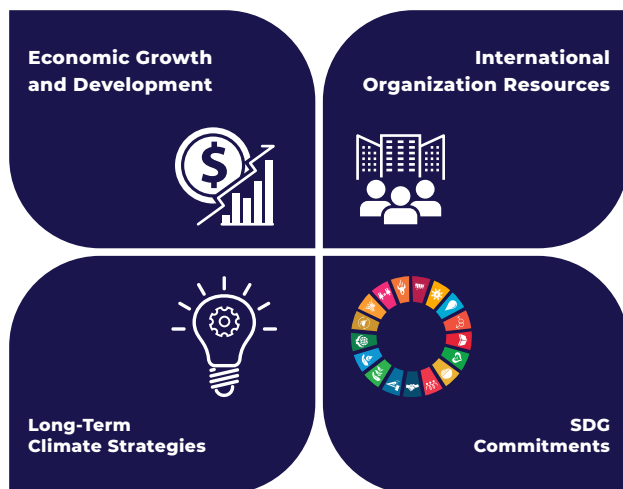 Economic Growth
and Development
International
Organization Resources
$
Long-Term
Climate Strategies
SDG
Commitments